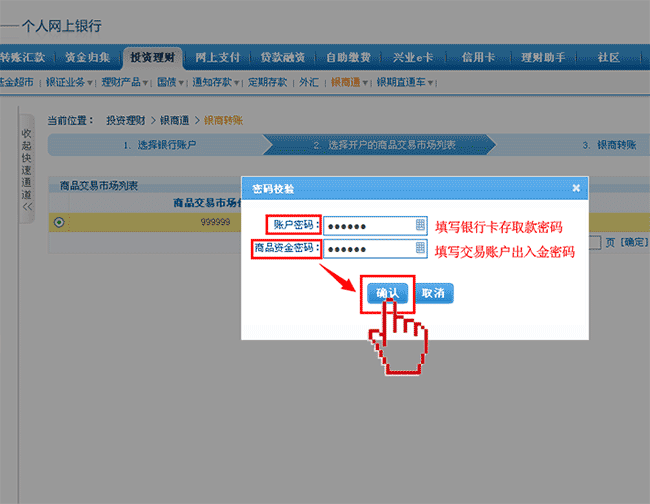 个人网上银行
转账汇款 资金归集 投资理财 网上支付 贷款融资 自助缴费 兴业e卡 信用卡 理财助手 社区
基金超市 | 银证业务 | 理财产品 | 国债 | 通知存款 | 定期存款 | 外汇 | 银商通 | 银期直通车 |
收起快速通道 <<
当前位置： 投资理财 > 银商通 > 银商转账
1. 选择银行账户 2. 选择开户的商品交易市场列表 3. 银商转账
商品交易市场列表
商品交易市场代
999999
页 [确定]
密码校验 ×
账户密码： ●●●●●● 填写银行卡存取款密码
商品资金密码： ●●●●●● 填写交易账户出入金密码
确认 取消